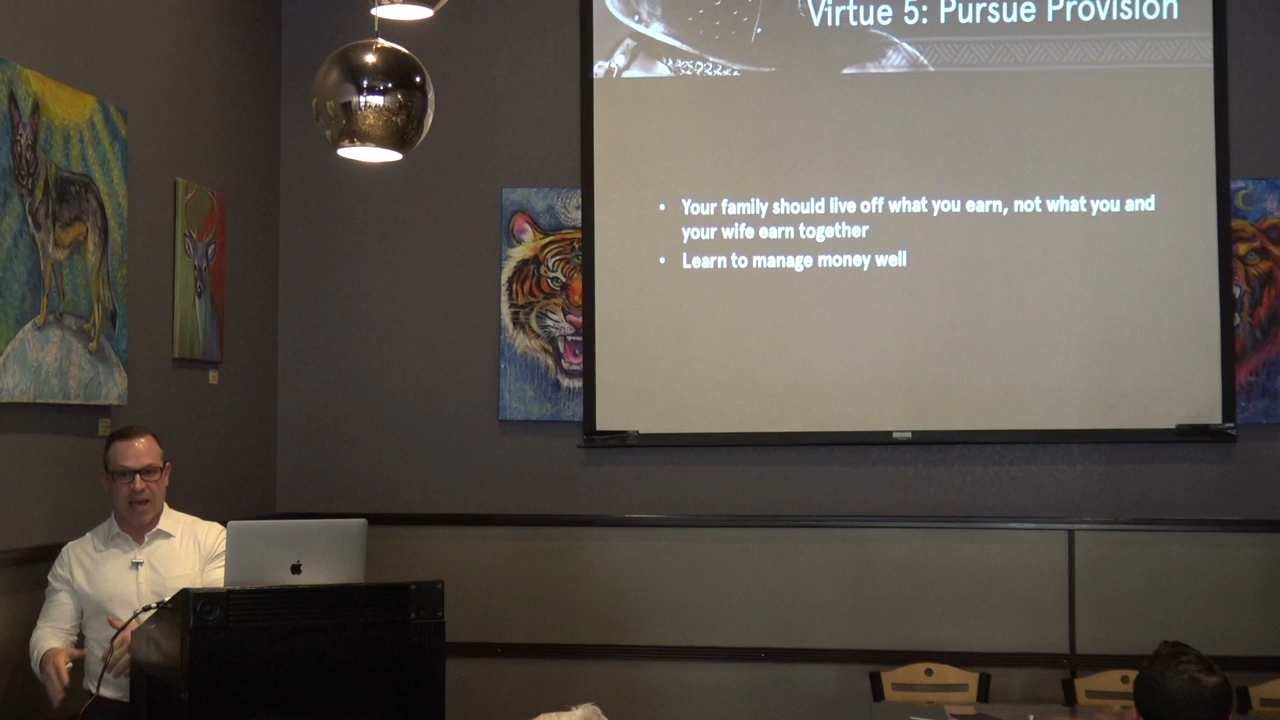 Virtue 5: Pursue Provision
• Your family should live off what you earn, not what you and
your wife earn together
• Learn to manage money well